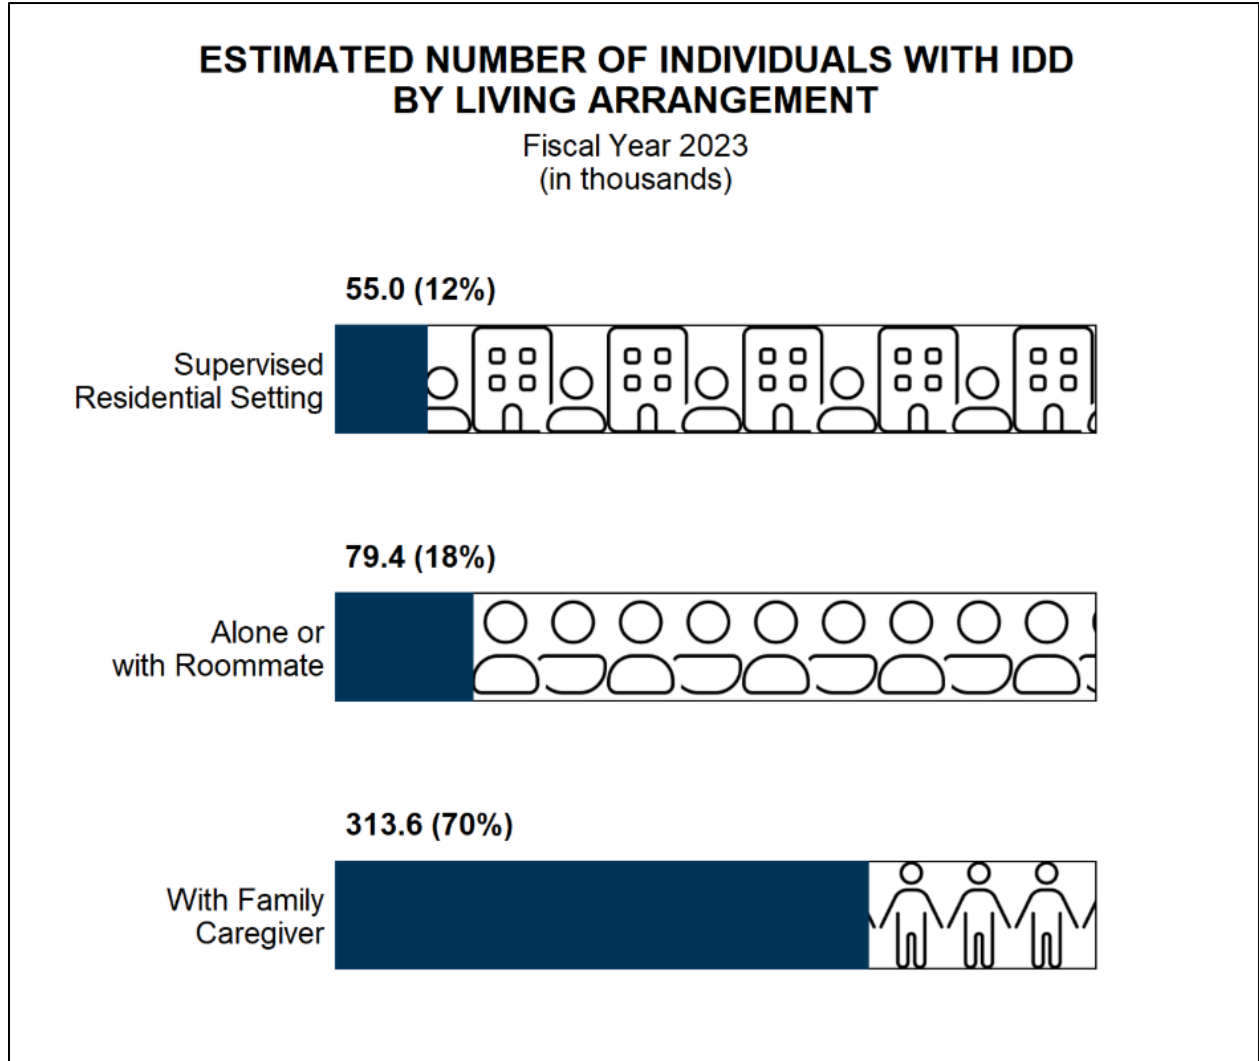 ESTIMATED NUMBER OF INDIVIDUALS WITH IDD
BY LIVING ARRANGEMENT
Fiscal Year 2023
(in thousands)
55.0 (12%)
Supervised
Residential Setting
79.4 (18%)
Alone or
with Roommate
313.6 (70%)
With Family
Caregiver